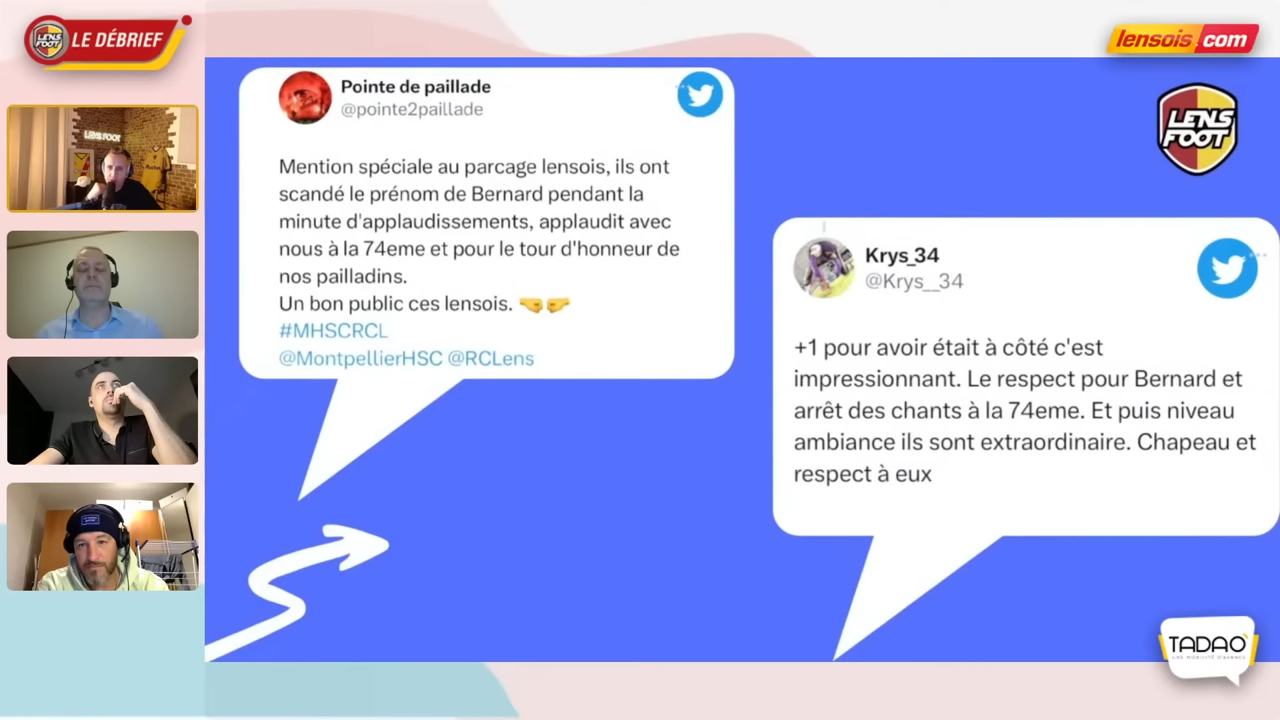 LENS FOOT LE DÉBRIEF
lensois.com
LENS FOOT
LENS
FOOT
Pointe de paillade
@pointe2paillade
Mention spéciale au parcage lensois, ils ont
scandé le prénom de Bernard pendant la
minute d'applaudissements, applaudit avec
nous à la 74eme et pour le tour d'honneur de
nos pailladins.
Un bon public ces lensois.
#MHSCRCL
@MontpellierHSC @RCLens
Krys_34
@Krys__34
+1 pour avoir était à côté c'est
impressionnant. Le respect pour Bernard et
arrêt des chants à la 74eme. Et puis niveau
ambiance ils sont extraordinaire. Chapeau et
respect à eux
TADAO